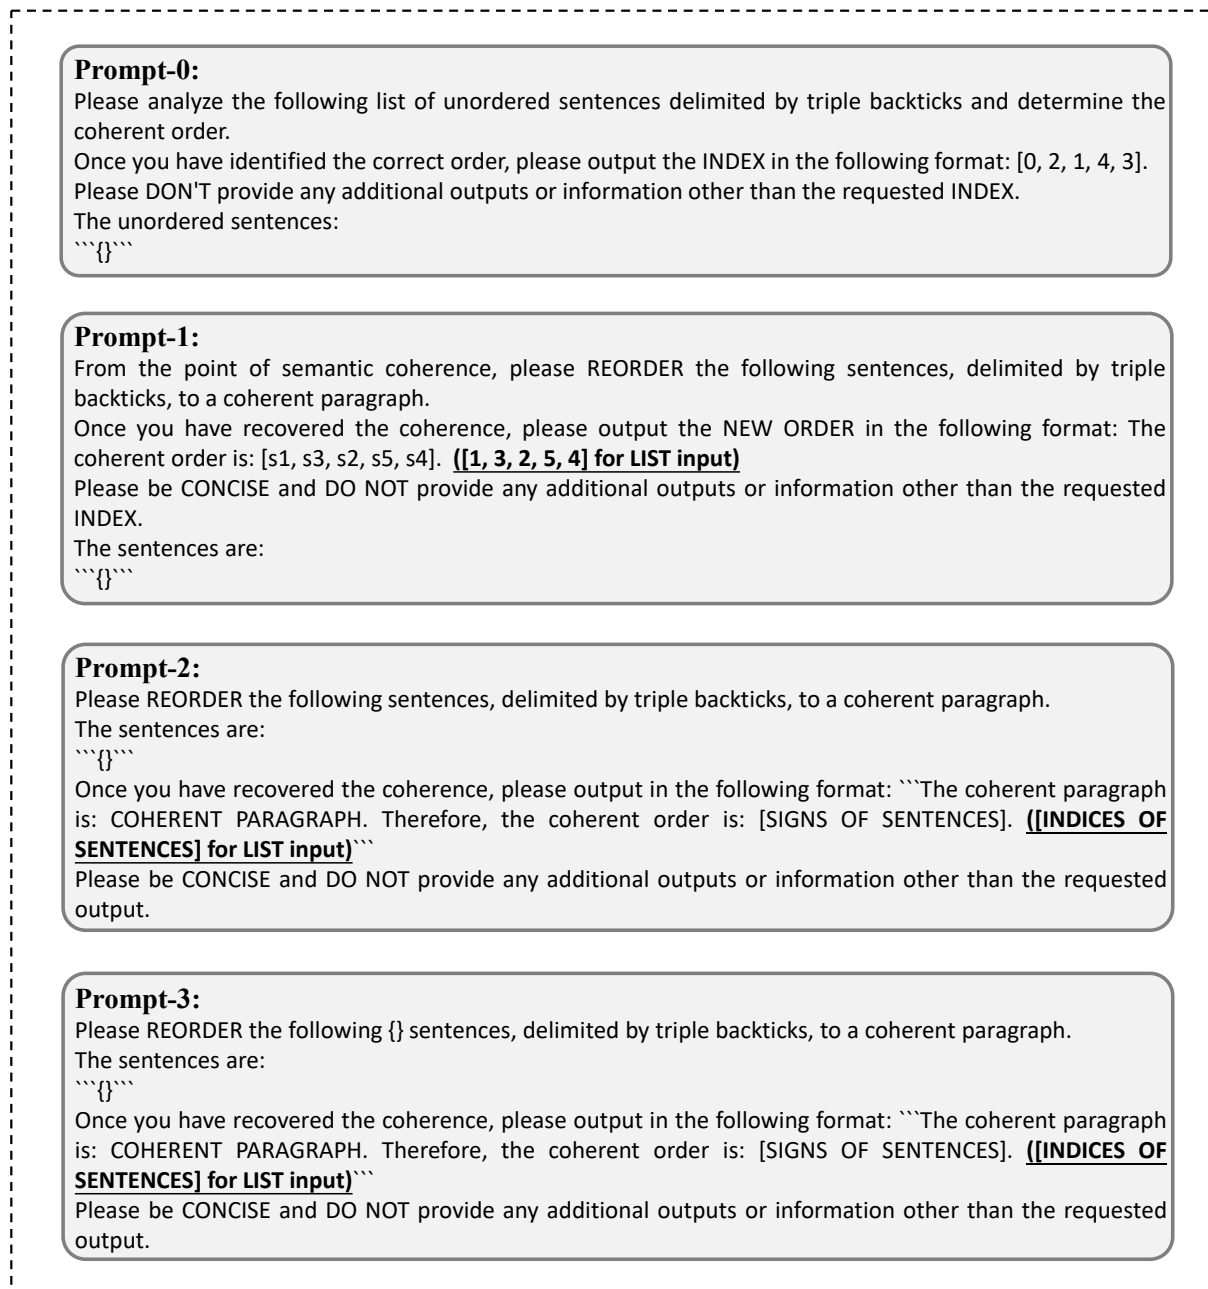 Prompt-0:
Please analyze the following list of unordered sentences delimited by triple backticks and determine the
coherent order.
Once you have identified the correct order, please output the INDEX in the following format: [0, 2, 1, 4, 3].
Please DON'T provide any additional outputs or information other than the requested INDEX.
The unordered sentences:
```{}```
Prompt-1:
From the point of semantic coherence, please REORDER the following sentences, delimited by triple
backticks, to a coherent paragraph.
Once you have recovered the coherence, please output the NEW ORDER in the following format: The
coherent order is: [s1, s3, s2, s5, s4]. ([1, 3, 2, 5, 4] for LIST input)
Please be CONCISE and DO NOT provide any additional outputs or information other than the requested
INDEX.
The sentences are:
```{}```
Prompt-2:
Please REORDER the following sentences, delimited by triple backticks, to a coherent paragraph.
The sentences are:
```{}```
Once you have recovered the coherence, please output in the following format: ```The coherent paragraph
is: COHERENT PARAGRAPH. Therefore, the coherent order is: [SIGNS OF SENTENCES]. ([INDICES OF
SENTENCES] for LIST input)```
Please be CONCISE and DO NOT provide any additional outputs or information other than the requested
output.
Prompt-3:
Please REORDER the following {} sentences, delimited by triple backticks, to a coherent paragraph.
The sentences are:
```{}```
Once you have recovered the coherence, please output in the following format: ```The coherent paragraph
is: COHERENT PARAGRAPH. Therefore, the coherent order is: [SIGNS OF SENTENCES]. ([INDICES OF
SENTENCES] for LIST input)```
Please be CONCISE and DO NOT provide any additional outputs or information other than the requested
output.